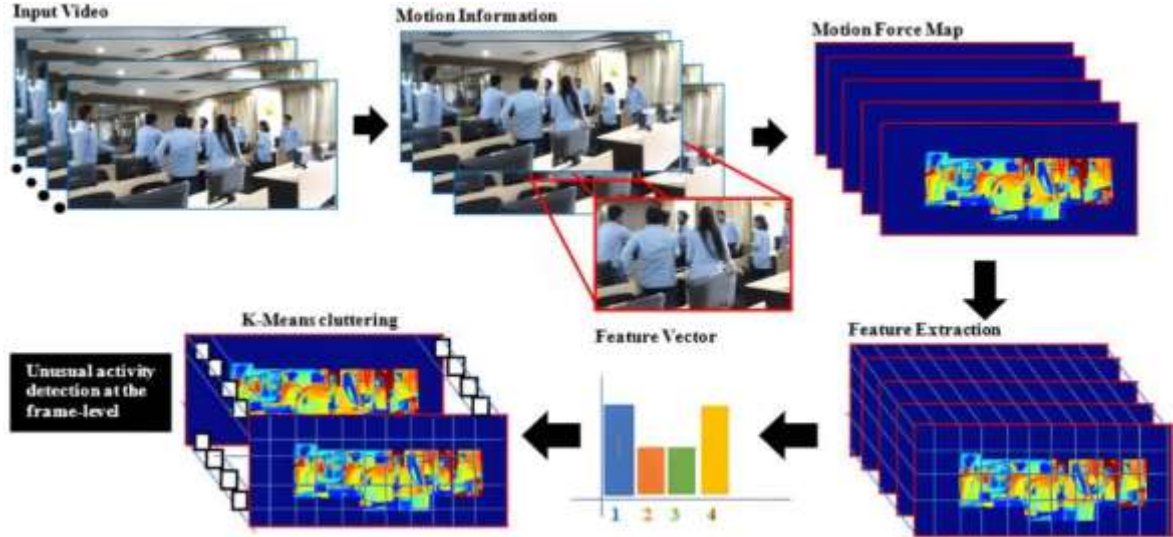 Input Video
Motion Information
Motion Force Map
K-Means cluttering
Feature Vector
Feature Extraction
Unusual activity
detection at the
frame-level
1 2 3 4